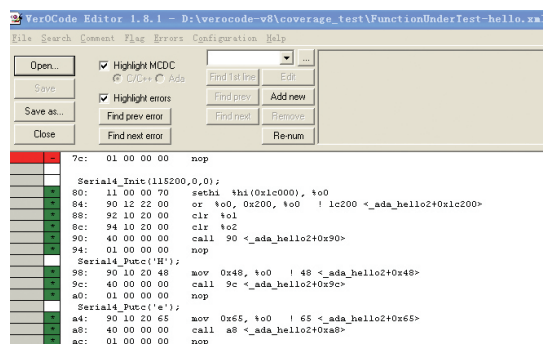 VerOCode Editor 1.8.1 - D:\verocode-v8\coverage_test\FunctionUnderTest-hello.xml
File Search Comment Flag Errors Configuration Help
Open...
Highlight MCDC
...
C/C++ Ada
Find 1st line
Edit
Save
Highlight errors
Find prev
Add new
Save as...
Find prev error
Find next
Remove
Close
Find next error
Re-num
- 7c: 01 00 00 00 nop
Serial4_Init(115200,0,0);
* 80: 11 00 00 70 sethi %hi(0x1c000), %o0
* 84: 90 12 22 00 or %o0, 0x200, %o0 ! 1c200 <_ada_hello2+0x1c200>
* 88: 92 10 20 00 clr %o1
* 8c: 94 10 20 00 clr %o2
* 90: 40 00 00 00 call 90 <_ada_hello2+0x90>
* 94: 01 00 00 00 nop
Serial4_Putc('H');
* 98: 90 10 20 48 mov 0x48, %o0 ! 48 <_ada_hello2+0x48>
* 9c: 40 00 00 00 call 9c <_ada_hello2+0x9c>
* a0: 01 00 00 00 nop
Serial4_Putc('e');
* a4: 90 10 20 65 mov 0x65, %o0 ! 65 <_ada_hello2+0x65>
* a8: 40 00 00 00 call a8 <_ada_hello2+0xa8>
* ac: 01 00 00 00 nop